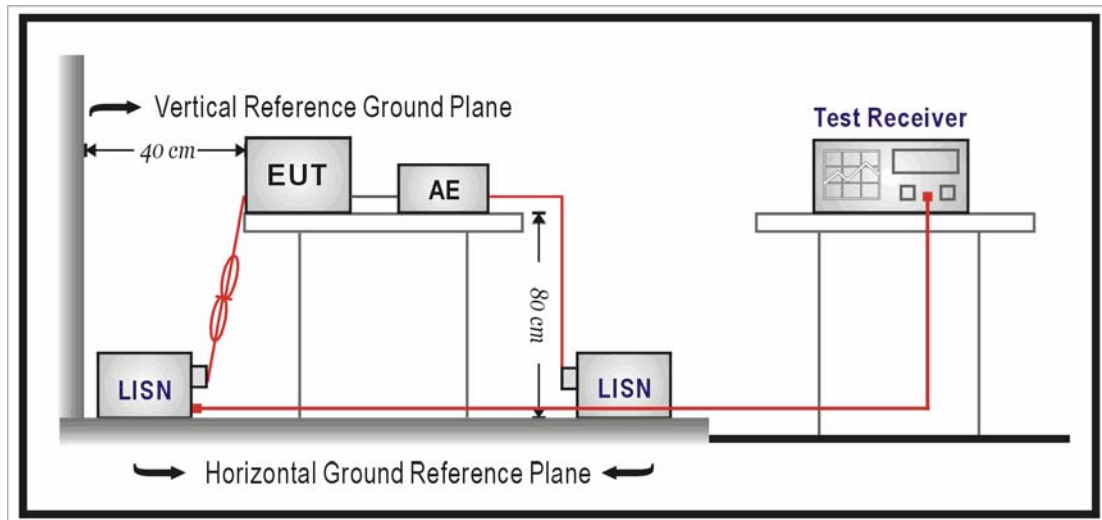 Vertical Reference Ground Plane
40 cm
EUT
AE
Test Receiver
80 cm
LISN
LISN
Horizontal Ground Reference Plane